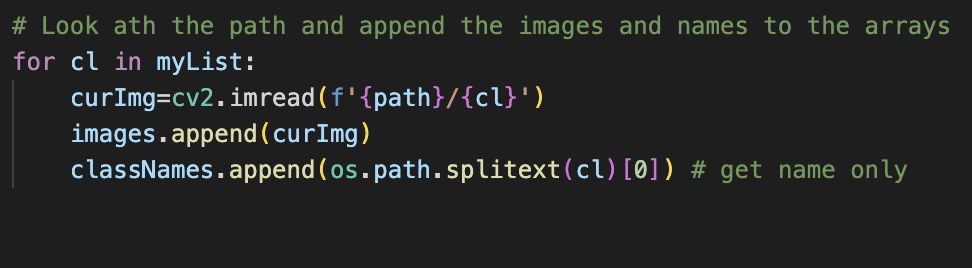 # Look ath the path and append the images and names to the arrays
for cl in myList:
    curImg=cv2.imread(f'{path}/{cl}')
    images.append(curImg)
    classNames.append(os.path.splitext(cl)[0]) # get name only